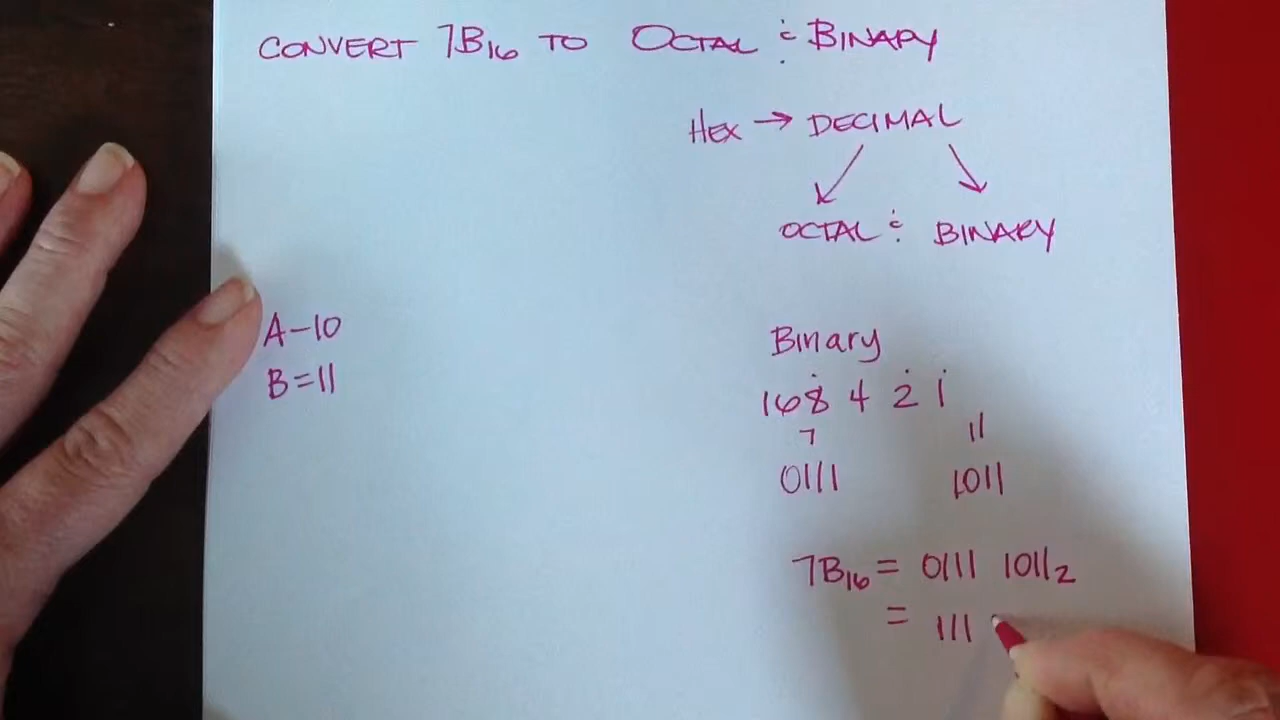 CONVERT 7B16 TO OCTAL & BINARY
HEX → DECIMAL
OCTAL & BINARY
A-10
B=11
Binary
16 8 4 2 1
7 11
0111 1011
7B16 = 0111 10112
= 111